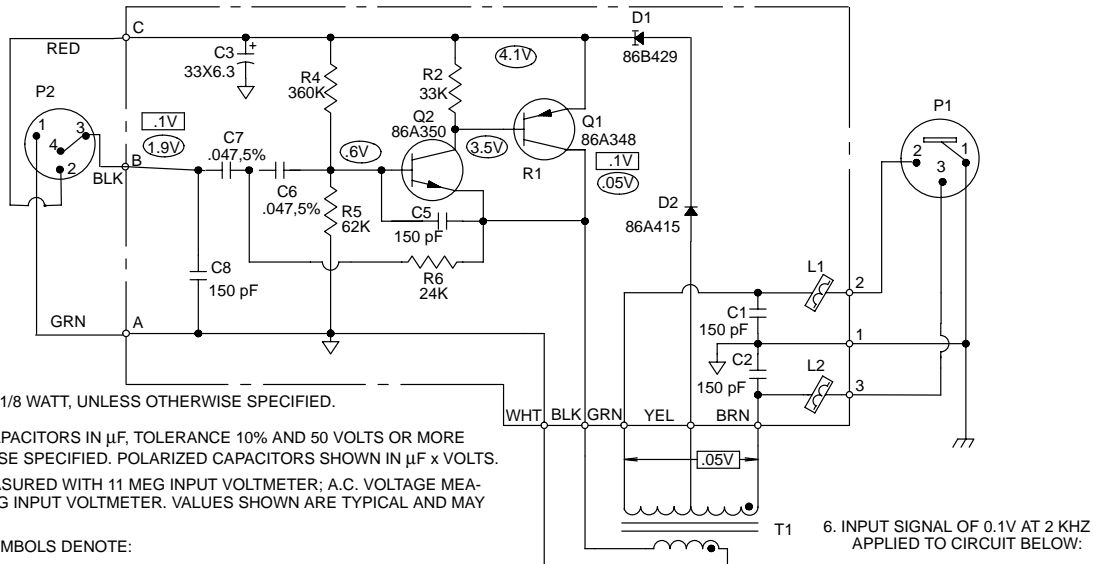 C
RED
C3
+
33X6.3
R4
360K
R2
33K
4.1V
D1
86B429
P2
1
3
4
2
.1V
1.9V
B
BLK
C7
.047,5%
C6
.047,5%
.6V
Q2
86A350
3.5V
Q1
86A348
R1
.1V
.05V
P1
2
1
3
R5
62K
C5
150 pF
D2
86A415
C8
150 pF
R6
24K
L1
2
C1
150 pF
1
C2
150 pF
L2
3
GRN
A
WHT
BLK
GRN
YEL
BRN
.05V
T1
1/8 WATT, UNLESS OTHERWISE SPECIFIED.
APACITORS IN µF, TOLERANCE 10% AND 50 VOLTS OR MORE
SE SPECIFIED. POLARIZED CAPACITORS SHOWN IN µF x VOLTS.
ASURED WITH 11 MEG INPUT VOLTMETER; A.C. VOLTAGE MEA-
G INPUT VOLTMETER. VALUES SHOWN ARE TYPICAL AND MAY
MBOLS DENOTE:
6. INPUT SIGNAL OF 0.1V AT 2 KHZ
APPLIED TO CIRCUIT BELOW: